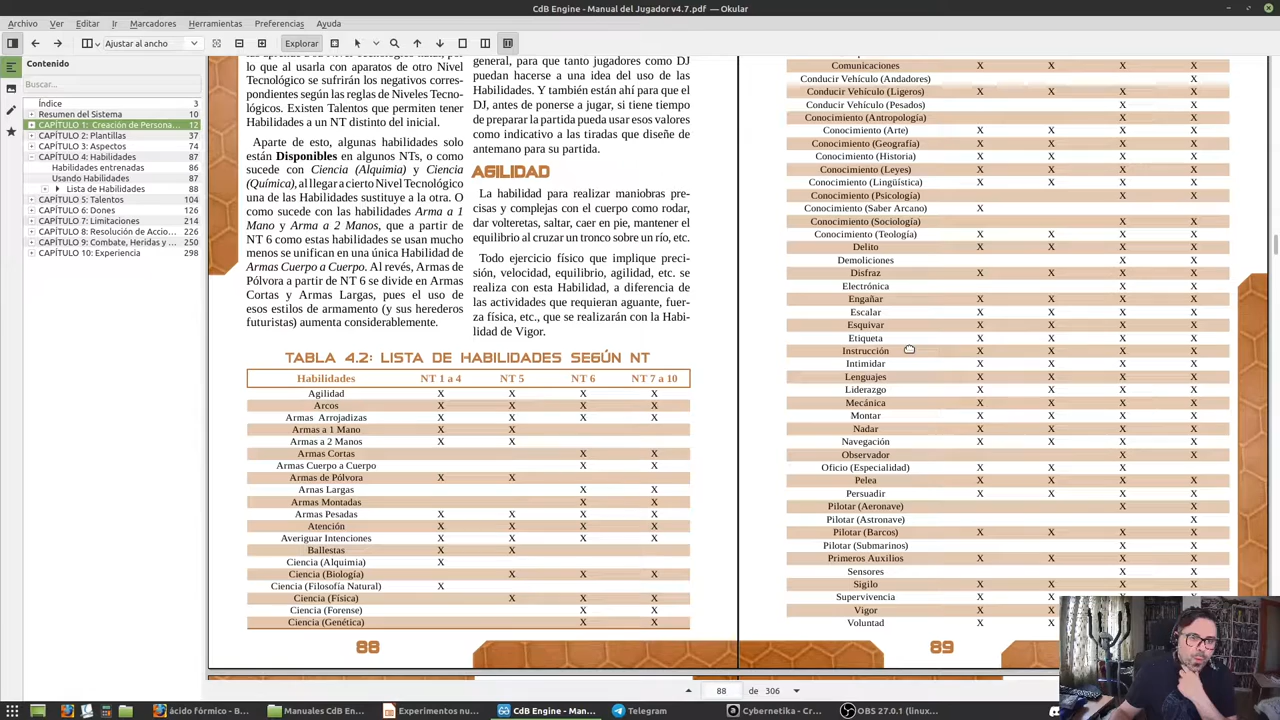 CdB Engine - Manual del Jugador v4.7.pdf — Okular
Archivo Ver Editar Ir Marcadores Herramientas Preferencias Ayuda
Ajustar al ancho Explorar
Contenido
Buscar...
Índice 3
Resumen del Sistema 10
CAPÍTULO 1: Creación de Persona... 12
CAPÍTULO 2: Plantillas 37
CAPÍTULO 3: Aspectos 74
CAPÍTULO 4: Habilidades 87
Habilidades entrenadas 86
Usando Habilidades 87
Lista de Habilidades 88
CAPÍTULO 5: Talentos 104
CAPÍTULO 6: Dones 126
CAPÍTULO 7: Limitaciones 214
CAPÍTULO 8: Resolución de Accio... 226
CAPÍTULO 9: Combate, Heridas y ... 250
CAPÍTULO 10: Experiencia 298
lo que al usarla con aparatos de otro Nivel
Tecnológico se sufrirán los negativos corres-
pondientes según las reglas de Niveles Tecno-
lógicos. Existen Talentos que permiten tener
Habilidades a un NT distinto del inicial.
Aparte de esto, algunas habilidades solo
están Disponibles en algunos NTs, o como
sucede con Ciencia (Alquimia) y Ciencia
(Química), al llegar a cierto Nivel Tecnológico
una de las Habilidades sustituye a la otra. O
como sucede con las habilidades Arma a 1
Mano y Arma a 2 Manos, que a partir de
NT 6 como estas habilidades se usan mucho
menos se unifican en una única Habilidad de
Armas Cuerpo a Cuerpo. Al revés, Armas de
Pólvora a partir de NT 6 se divide en Armas
Cortas y Armas Largas, pues el uso de
esos estilos de armamento (y sus herederos
futuristas) aumenta considerablemente.
general, para que tanto jugadores como DJ
puedan hacerse a una idea del uso de las
Habilidades. Y también están ahí para que el
DJ, antes de ponerse a jugar, si tiene tiempo
de preparar la partida pueda usar esos valores
como indicativo a las tiradas que diseñe de
antemano para su partida.
AGILIDAD
La habilidad para realizar maniobras pre-
cisas y complejas con el cuerpo como rodar,
dar volteretas, saltar, caer en pie, mantener el
equilibrio al cruzar un tronco sobre un río, etc.
Todo ejercicio físico que implique preci-
sión, velocidad, equilibrio, agilidad, etc. se
realiza con esta Habilidad, a diferencia de
las actividades que requieran aguante, fuer-
za física, etc., que se realizarán con la Habi-
lidad de Vigor.
TABLA 4.2: LISTA DE HABILIDADES SEGÚN NT
Habilidades NT 1 a 4 NT 5 NT 6 NT 7 a 10
Agilidad X X X X
Arcos X X X X
Armas Arrojadizas X X X X
Armas a 1 Mano X X
Armas a 2 Manos X X
Armas Cortas X X
Armas Cuerpo a Cuerpo X X
Armas de Pólvora X X
Arnas Largas X X
Armas Montadas X X
Armas Pesadas X X X X
Atención X X X X
Averiguar Intenciones X X X X
Ballestas X X
Ciencia (Alquimia) X
Ciencia (Biología) X X X
Ciencia (Filosofía Natural) X
Ciencia (Física) X X X
Ciencia (Forense) X X
Ciencia (Genética) X X
88
Comunicaciones X X X X
Conducir Vehículo (Andadores) X
Conducir Vehículo (Ligeros) X X X X
Conducir Vehículo (Pesados) X X
Conocimiento (Antropología) X X
Conocimiento (Arte) X X X X
Conocimiento (Geografía) X X X X
Conocimiento (Historia) X X X X
Conocimiento (Leyes) X X X X
Conocimiento (Lingüística) X X X X
Conocimiento (Psicología) X X
Conocimiento (Saber Arcano) X
Conocimiento (Sociología) X X
Conocimiento (Teología) X X X X
Delito X X X X
Demoliciones X X
Disfraz X X X X
Electrónica X X
Engañar X X X X
Escalar X X X X
Esquivar X X X X
Etiqueta X X X X
Instrucción X X X X
Intimidar X X X X
Lenguajes X X X X
Liderazgo X X X X
Mecánica X X X X
Montar X X X X
Nadar X X X X
Navegación X X X X
Observador X X
Oficio (Especialidad) X X X
Pelea X X X X
Persuadir X X X X
Pilotar (Aeronave) X X
Pilotar (Astronave) X
Pilotar (Barcos) X X X X
Pilotar (Submarinos) X X
Primeros Auxilios X X X X
Sensores X X
Sigilo X X X X
Supervivencia X X X X
Vigor X X
Voluntad X X
89
88 de 306
ácido fórmico - B... Manuales CdB En... Experimentos nu... CdB Engine - Man... Telegram Cybernetika - Cr... OBS 27.0.1 (linux...